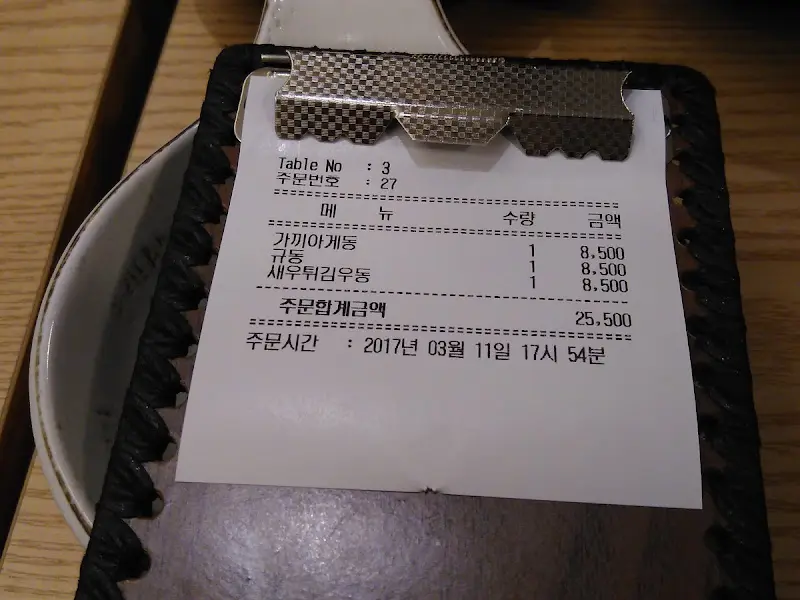 Table No : 3
주문번호 : 27
메 뉴 수량 금액
가끼아게동 1 8,500
규동 1 8,500
새우튀김우동 1 8,500
주문합계금액 25,500
주문시간 : 2017년 03월 11일 17시 54분